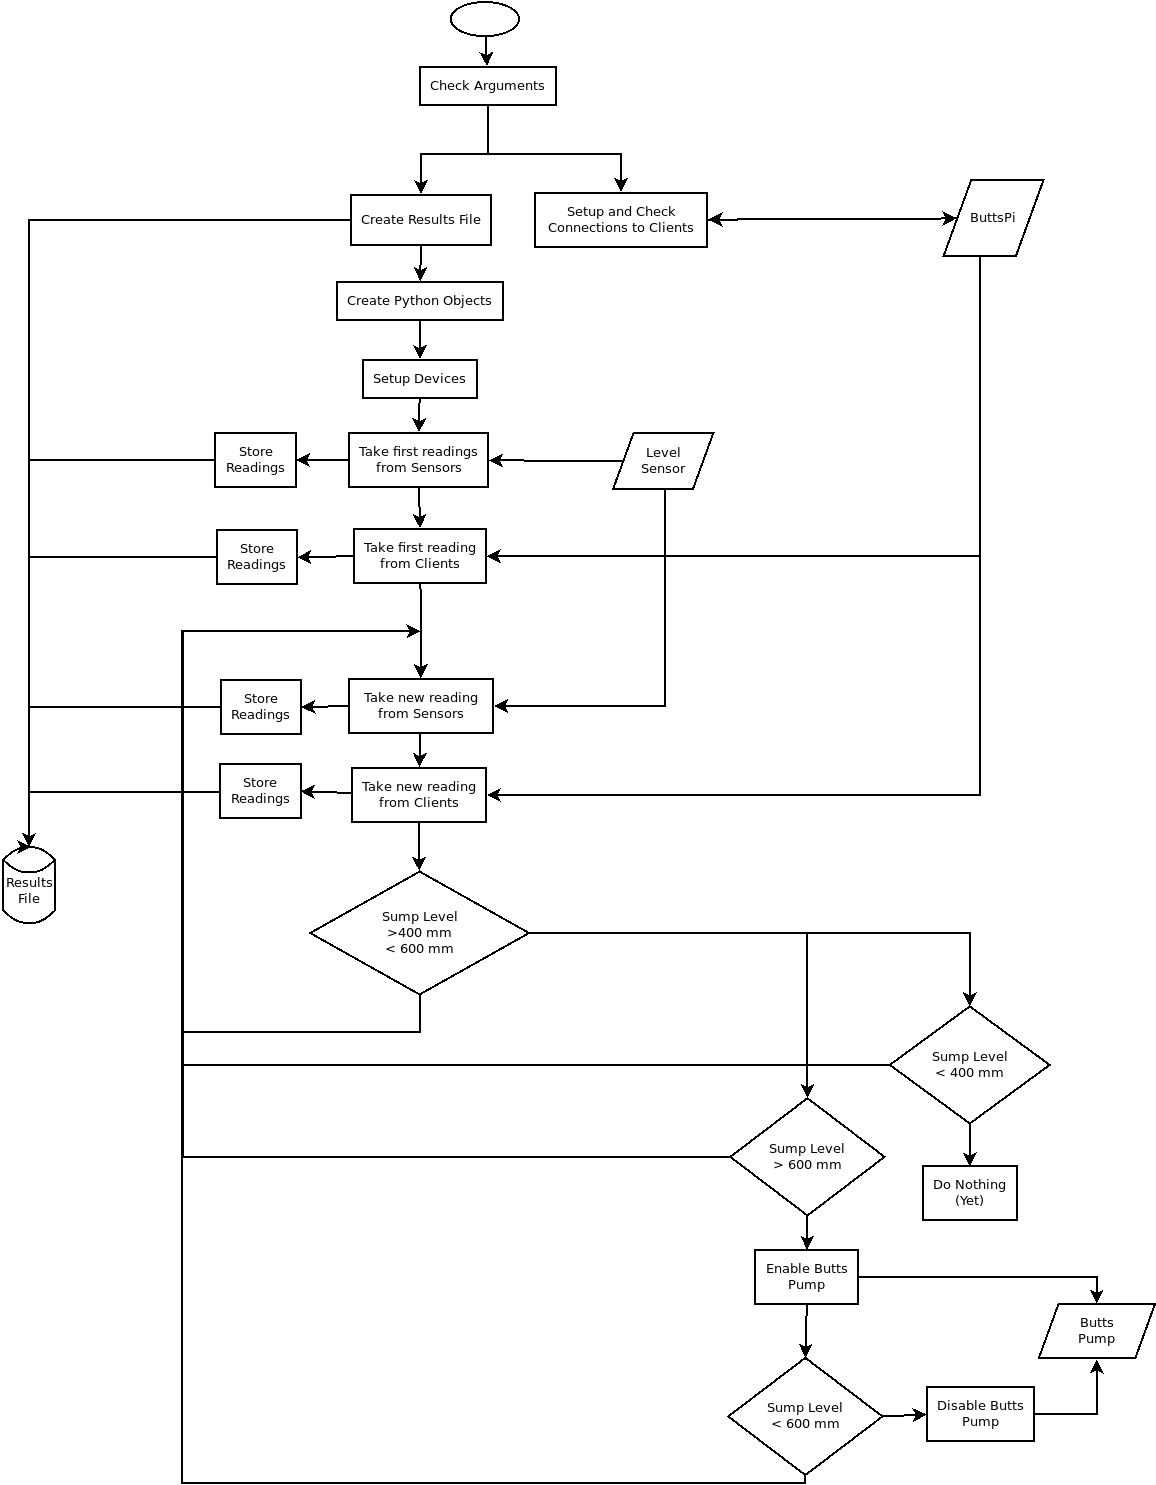 Check Arguments
Create Results File
Setup and Check
Connections to Clients
ButtsPi
Create Python Objects
Setup Devices
Store
Readings
Take first readings
from Sensors
Level
Sensor
Store
Readings
Take first reading
from Clients
Store
Readings
Take new reading
from Sensors
Store
Readings
Take new reading
from Clients
Results
File
Sump Level
>400 mm
< 600 mm
Sump Level
< 400 mm
Sump Level
> 600 mm
Do Nothing
(Yet)
Enable Butts
Pump
Butts
Pump
Sump Level
< 600 mm
Disable Butts
Pump